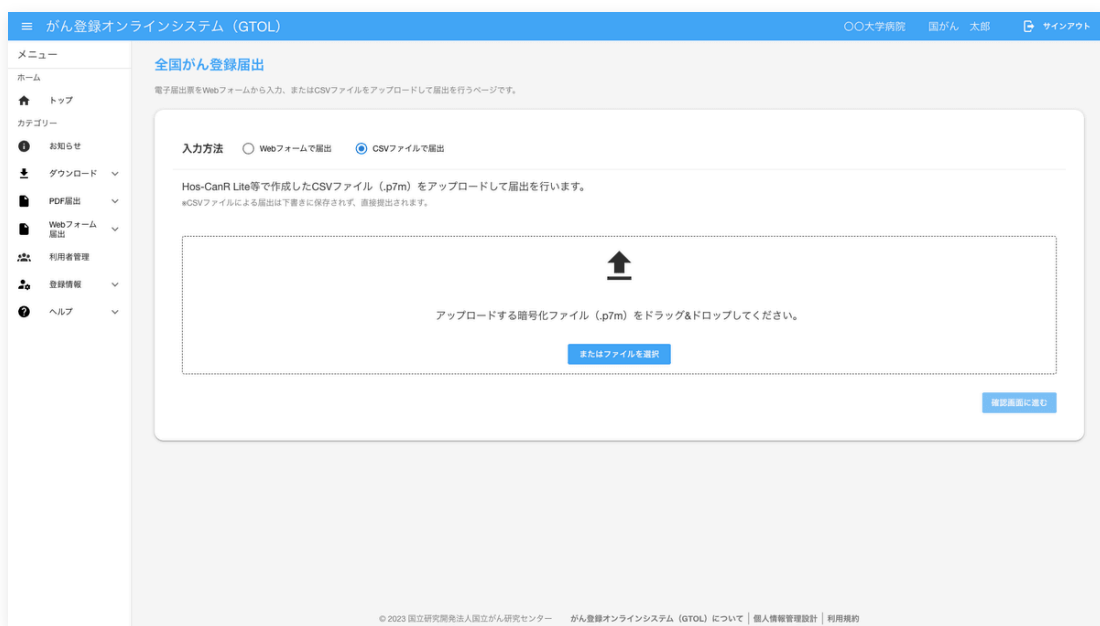 がん登録オンラインシステム（GTOL）
〇〇大学病院 国がん 太郎 サインアウト
メニュー
ホーム
トップ
カテゴリー
お知らせ
ダウンロード
PDF届出
Webフォーム
届出
利用者管理
登録情報
ヘルプ
全国がん登録届出
電子届出票をWebフォームから入力、またはCSVファイルをアップロードして届出を行うページです。
入力方法 Webフォームで届出 CSVファイルで届出
Hos-CanR Lite等で作成したCSVファイル（.p7m）をアップロードして届出を行います。
※CSVファイルによる届出は下書きに保存されず、直接提出されます。
アップロードする暗号化ファイル（.p7m）をドラッグ&ドロップしてください。
またはファイルを選択
確認画面に進む
© 2023 国立研究開発法人国立がん研究センター がん登録オンラインシステム（GTOL）について 個人情報管理設計 利用規約